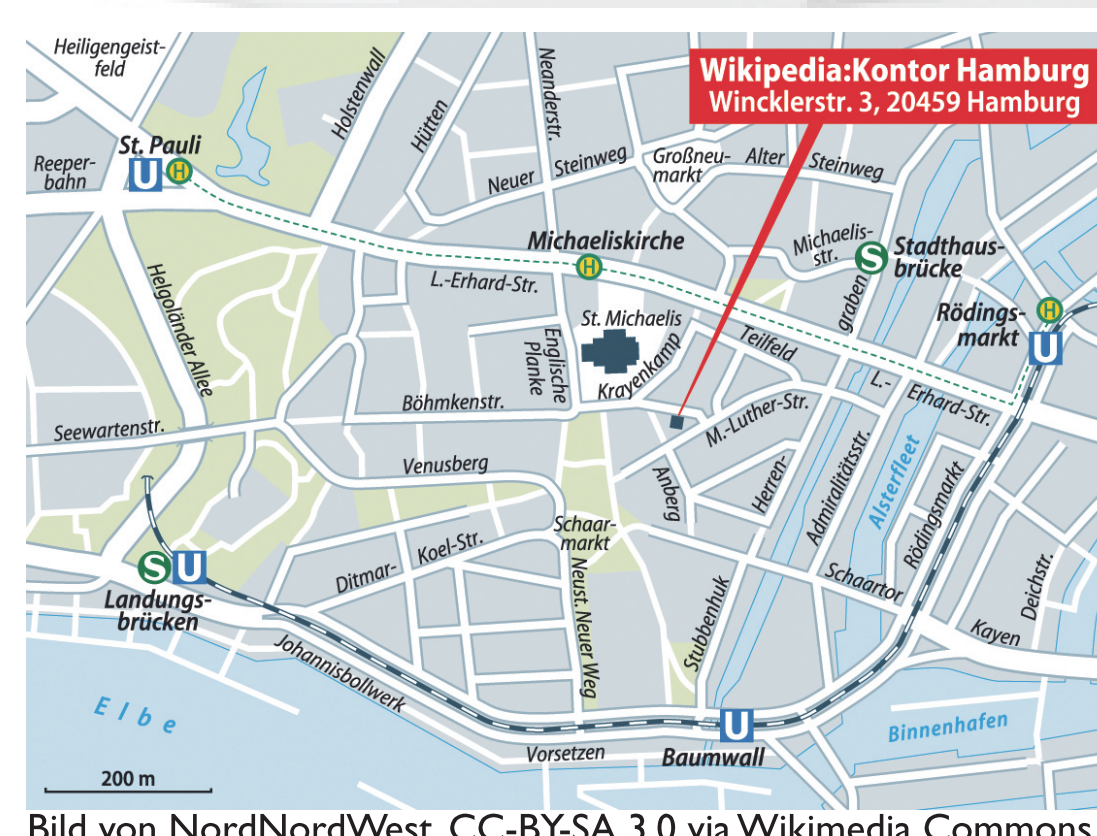 Heiligengeist-
feld
Holstenwall
Hütten
Neanderstr.
Wikipedia:Kontor Hamburg
Wincklerstr. 3, 20459 Hamburg
St. Pauli
U
H
Reeper-
bahn
Neuer
Steinweg
Großneu-
markt
Alter
Steinweg
Michaeliskirche
H
Michaelis-
str.
S
Stadthaus-
brücke
Helgoländer Allee
L.-Erhard-Str.
graben
Rödings-
markt
H
U
St. Michaelis
Englische
Planke
Krayenkamp
Teilfeld
L.-
Erhard-Str.
Böhmkenstr.
M.-Luther-Str.
Seewartenstr.
Venusberg
Anberg
Herren-
Admiralitätsstr.
Alsterfleet
Rödingsmarkt
Schaar-
markt
Ditmar-
Koel-Str.
S
U
Landungs-
brücken
Neust. Neuer Weg
Stubbenhuk
Schaartor
Deichstr.
Kayen
Johannisbollwerk
Elbe
U
Baumwall
Vorsetzen
Binnenhafen
200 m
Bild von NordNordWest, CC-BY-SA 3.0 via Wikimedia Commons